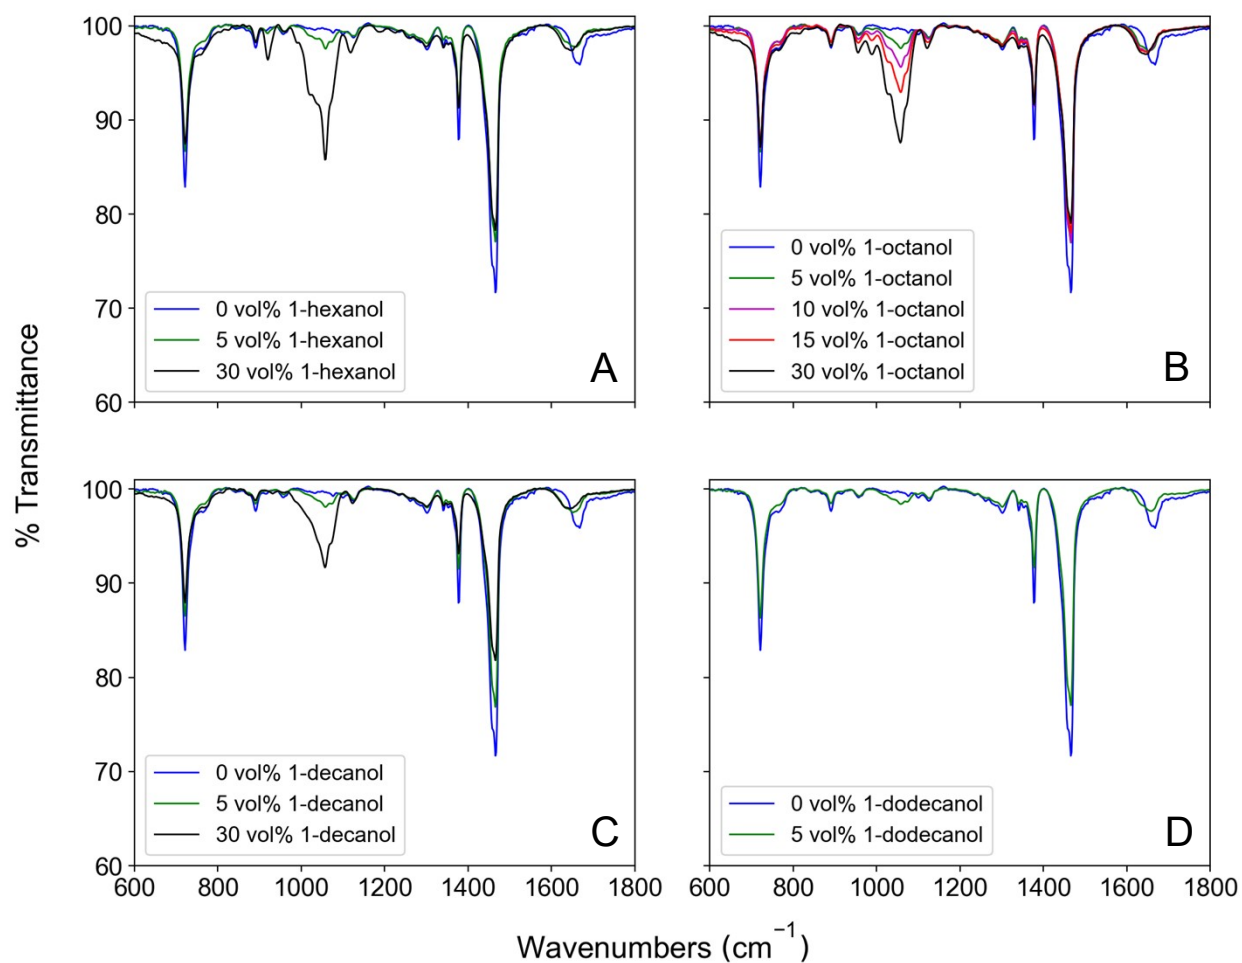 100
90
80
70
60
0 vol% 1-hexanol
5 vol% 1-hexanol
30 vol% 1-hexanol
A
0 vol% 1-octanol
5 vol% 1-octanol
10 vol% 1-octanol
15 vol% 1-octanol
30 vol% 1-octanol
B
% Transmittance
100
90
80
70
60
0 vol% 1-decanol
5 vol% 1-decanol
30 vol% 1-decanol
C
0 vol% 1-dodecanol
5 vol% 1-dodecanol
D
600 800 1000 1200 1400 1600 1800
600 800 1000 1200 1400 1600 1800
Wavenumbers (cm⁻¹)